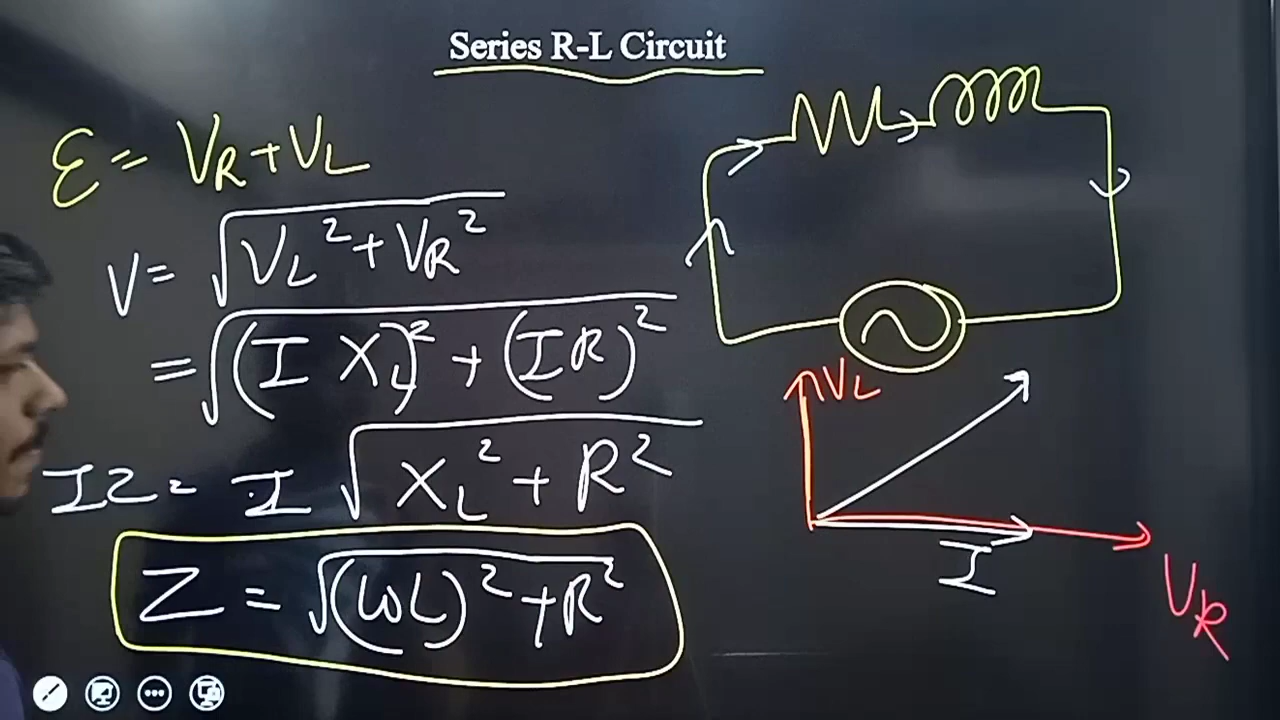 Series R-L Circuit
ε = VR + VL
V = √(VL² + VR²)
= √((I XL)² + (IR)²)
IZ = I √(XL² + R²)
Z = √((ωL)² + R²)
VL
I
VR